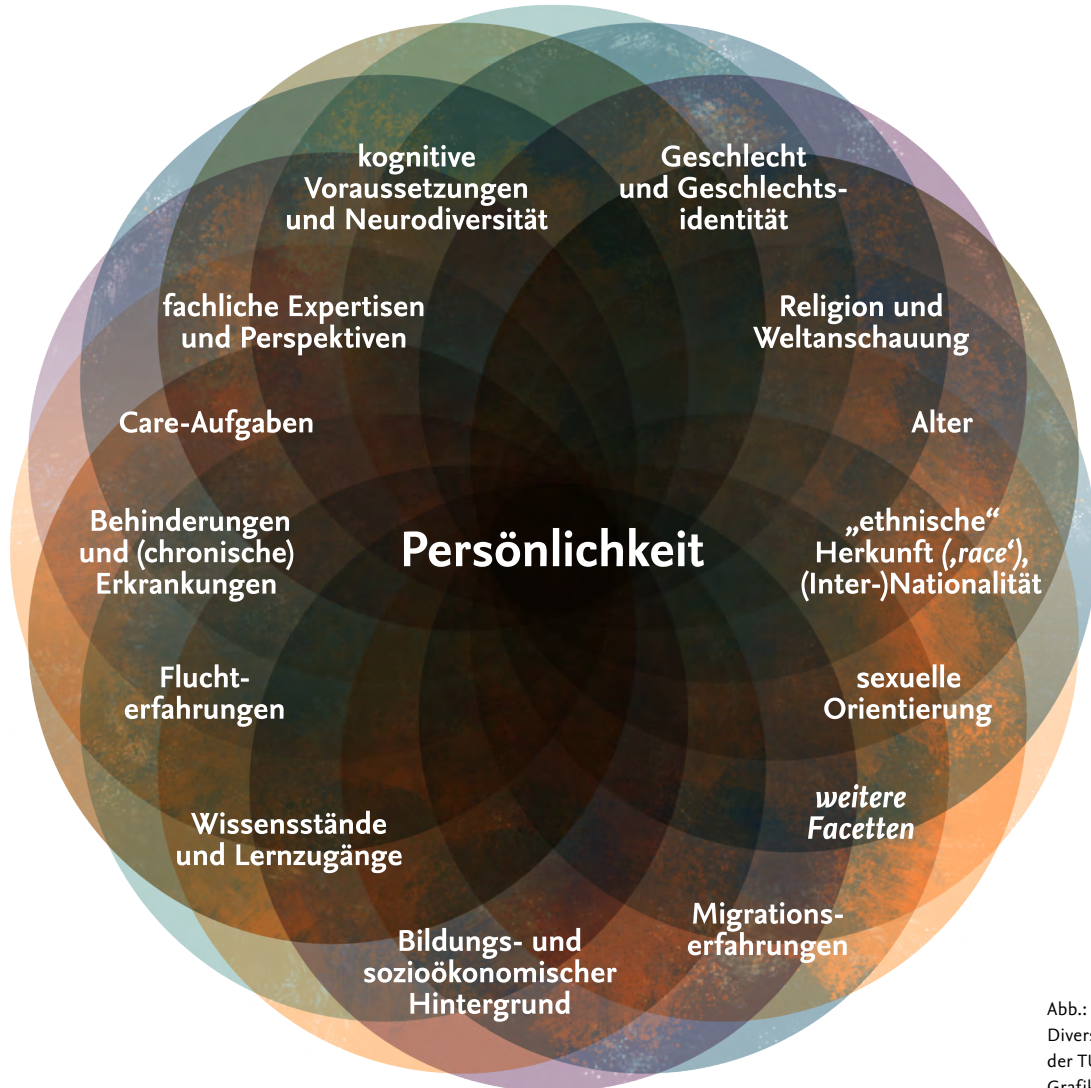 kognitive
Voraussetzungen
und Neurodiversität
Geschlecht
und Geschlechts-
identität
fachliche Expertisen
und Perspektiven
Religion und
Weltanschauung
Care-Aufgaben
Alter
Behinderungen
und (chronische)
Erkrankungen
Persönlichkeit
„ethnische“
Herkunft (‚race‘),
(Inter-)Nationalität
Flucht-
erfahrungen
sexuelle
Orientierung
weitere
Facetten
Wissensstände
und Lernzugänge
Migrations-
erfahrungen
Bildungs- und
sozioökonomischer
Hintergrund
Abb.:
der